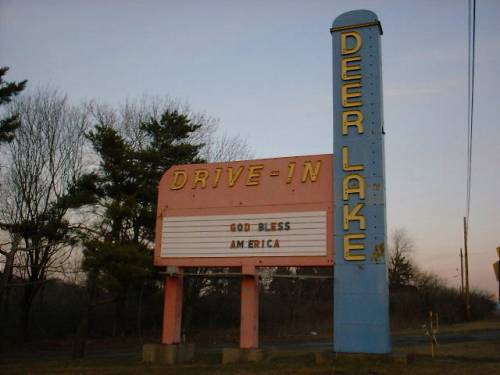 DEER LAKE
DRIVE-IN
GOD BLESS
AMERICA